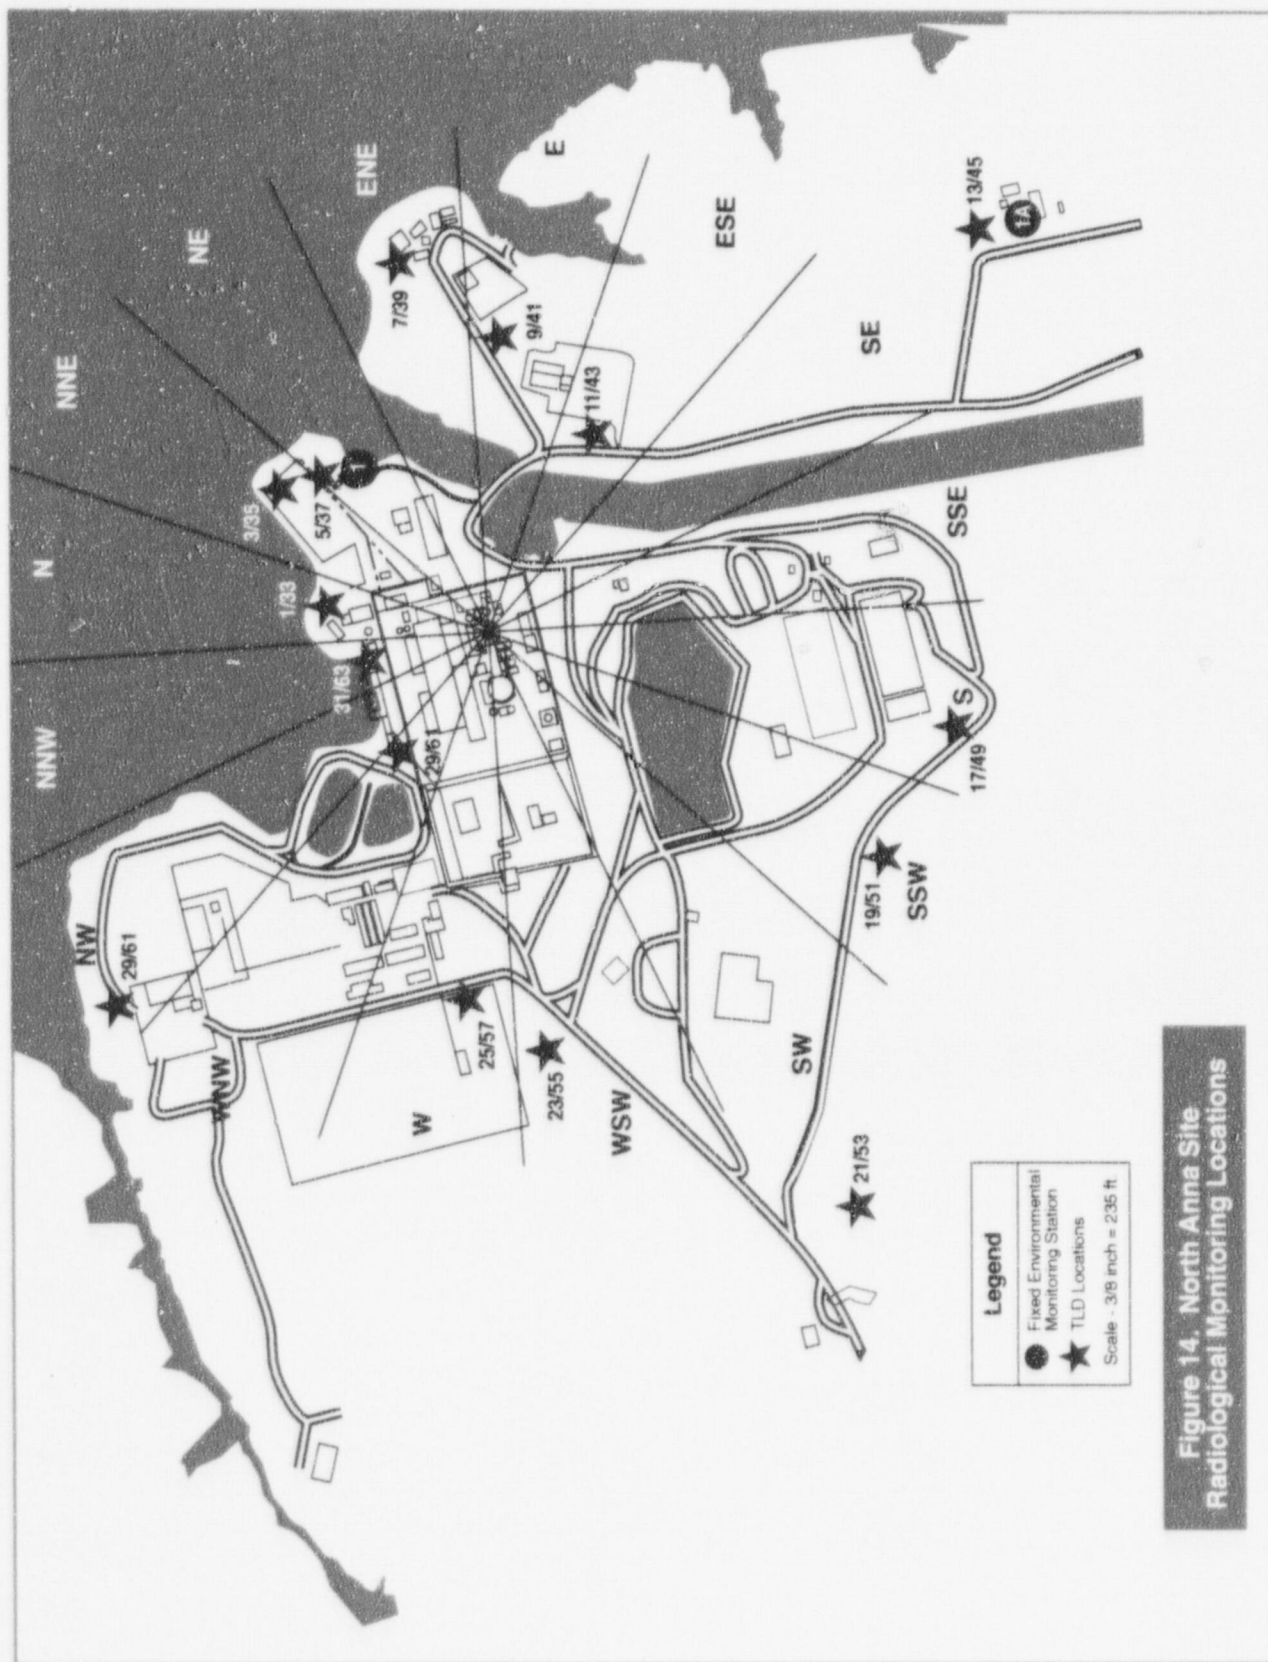 NNW
N
NNE
NE
ENE
E
ESE
SE
SSE
S
SSW
SW
WSW
W
WNW
NW
29/61
31/63
1/33
3/35
5/37
1
7/39
9/41
11/43
13/45
1A
29/61
25/57
23/55
21/53
19/51
17/49
Legend
Fixed Environmental
Monitoring Station
TLD Locations
Scale - 3/8 inch = 235 ft.
Figure 14. North Anna Site
Radiological Monitoring Locations